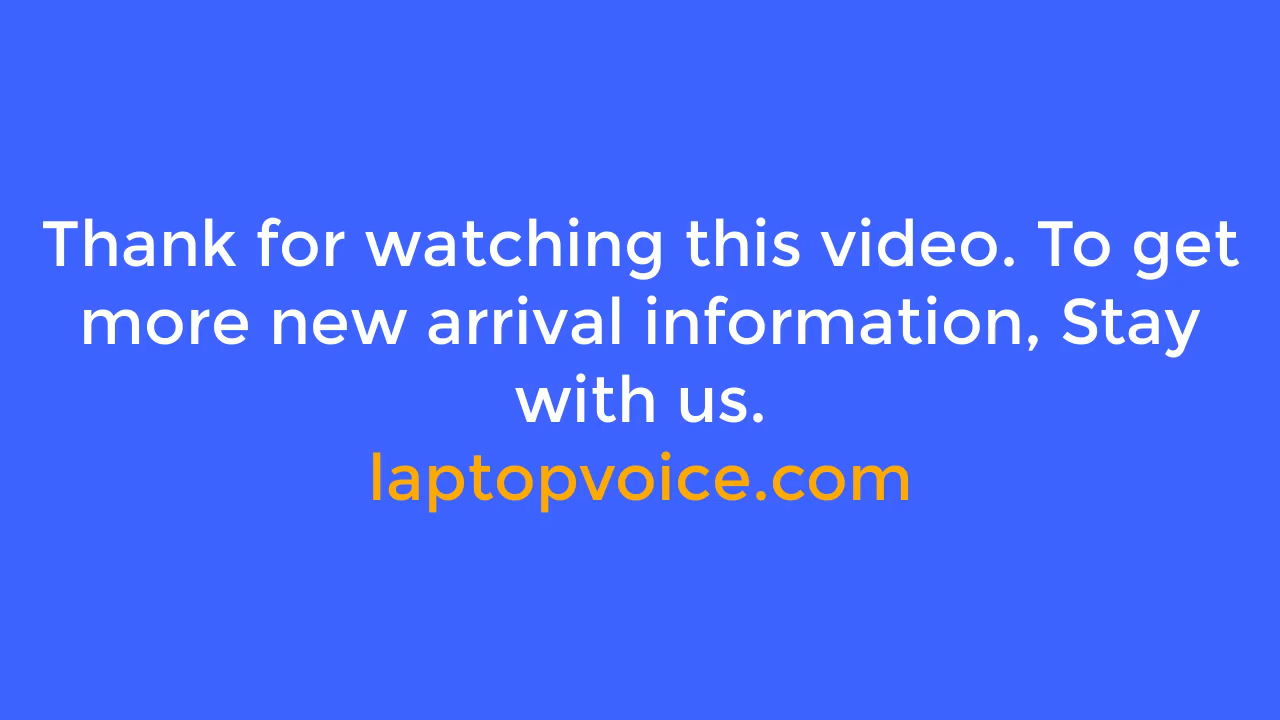 Thank for watching this video. To get
more new arrival information, Stay
with us.
laptopvoice.com